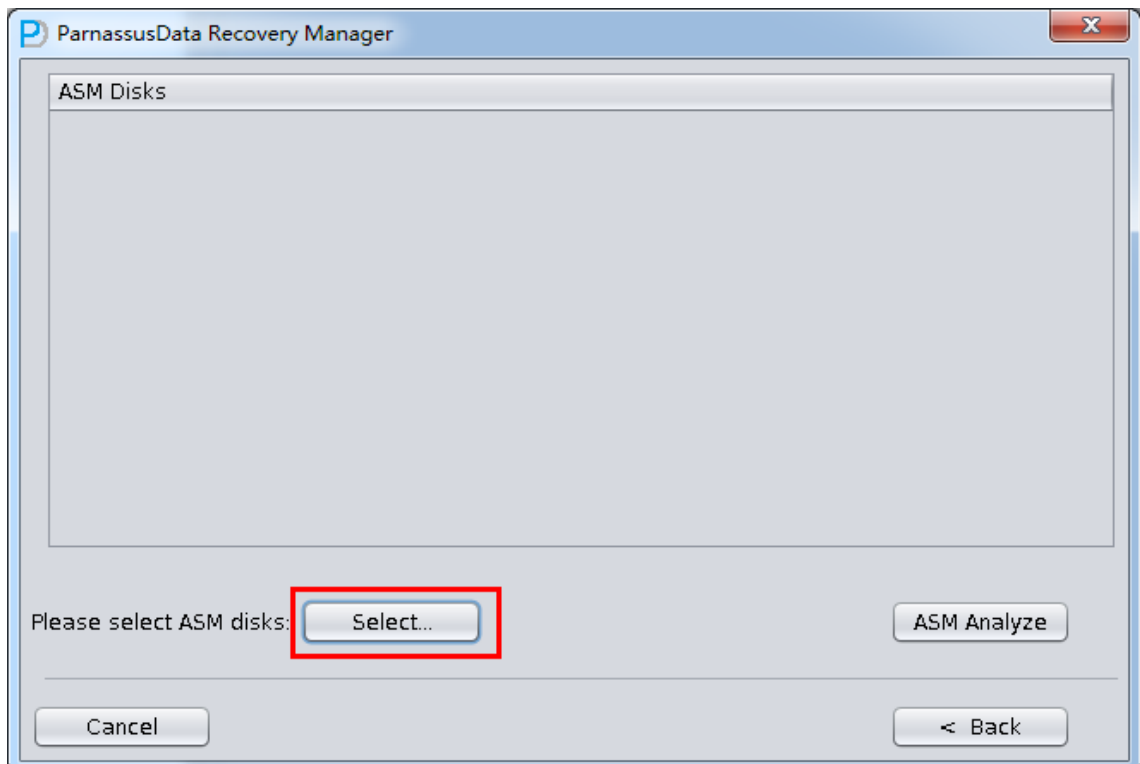 ParnassusData Recovery Manager
ASM Disks
Please select ASM disks: Select... ASM Analyze
Cancel < Back